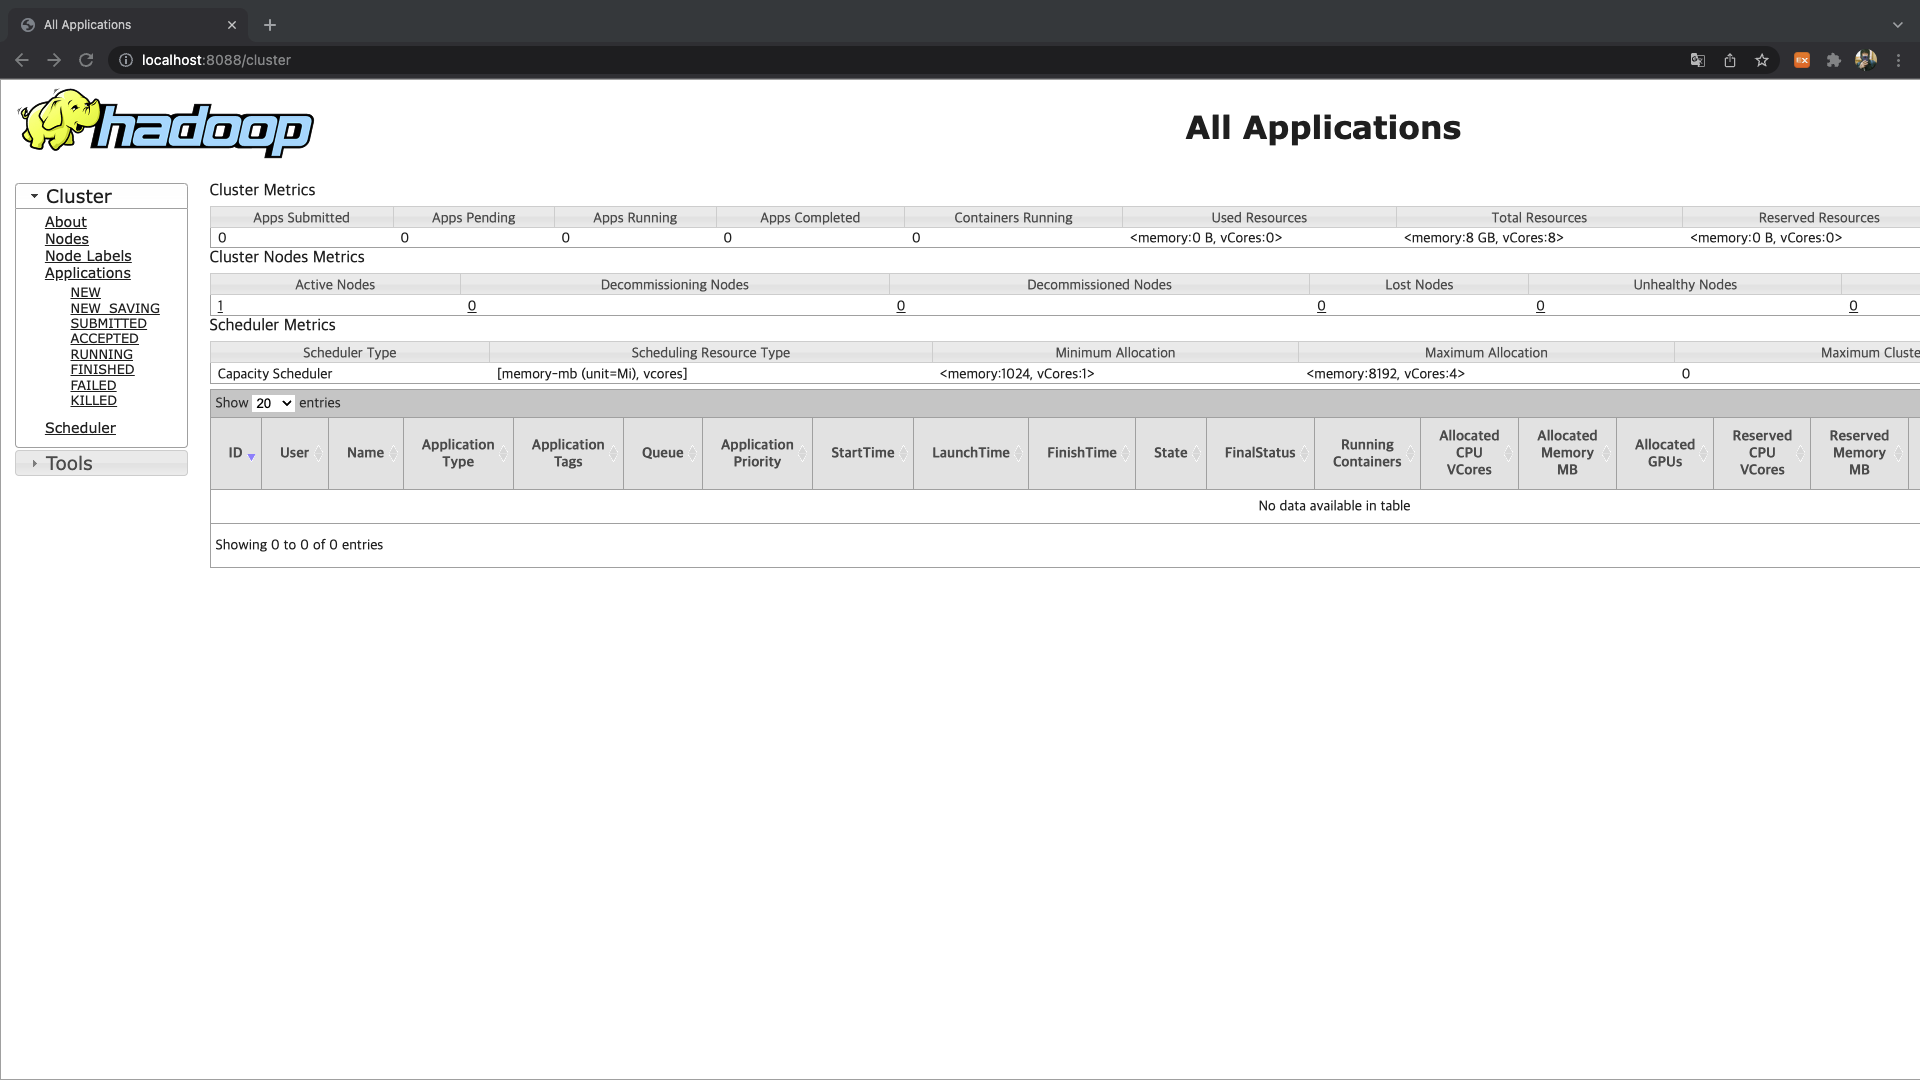 All Applications
localhost:8088/cluster
EX
hadoop
All Applications
Cluster
About
Nodes
Node Labels
Applications
NEW
NEW_SAVING
SUBMITTED
ACCEPTED
RUNNING
FINISHED
FAILED
KILLED
Scheduler
Tools
Cluster Metrics
Apps Submitted Apps Pending Apps Running Apps Completed Containers Running Used Resources Total Resources Reserved Resources
0 0 0 0 0 <memory:0 B, vCores:0> <memory:8 GB, vCores:8> <memory:0 B, vCores:0>
Cluster Nodes Metrics
Active Nodes Decommissioning Nodes Decommissioned Nodes Lost Nodes Unhealthy Nodes
1 0 0 0 0 0
Scheduler Metrics
Scheduler Type Scheduling Resource Type Minimum Allocation Maximum Allocation Maximum Cluste
Capacity Scheduler [memory-mb (unit=Mi), vcores] <memory:1024, vCores:1> <memory:8192, vCores:4> 0
Show 20 entries
ID User Name Application Type Application Tags Queue Application Priority StartTime LaunchTime FinishTime State FinalStatus Running Containers Allocated CPU VCores Allocated Memory MB Allocated GPUs Reserved CPU VCores Reserved Memory MB
No data available in table
Showing 0 to 0 of 0 entries